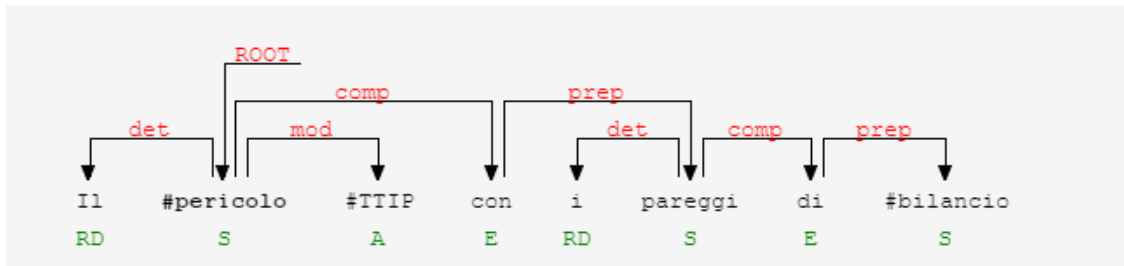 ROOT
comp prep
det mod det comp prep
Il #pericolo #TTIP con i pareggi di #bilancio
RD S A E RD S E S